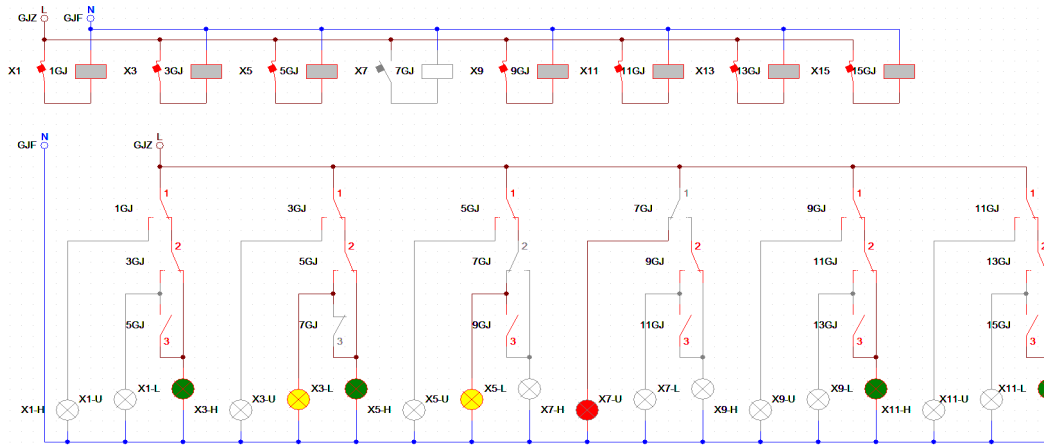 L N
GJZ GJF
X1 1GJ X3 3GJ X5 5GJ X7 7GJ X9 9GJ X11 11GJ X13 13GJ X15 15GJ
N L
GJF GJZ
1 1 1 1 1 1
1GJ 3GJ 5GJ 7GJ 9GJ 11GJ
2 2 2 2 2
3GJ 5GJ 7GJ 9GJ 11GJ 13GJ
5GJ 7GJ 9GJ 11GJ 13GJ 15GJ
3 3 3 3 3 3
X1-L X3-L X5-L X7-L X9-L X11-L
X1-H X1-U X3-H X3-U X5-H X5-U X7-H X7-U X9-H X9-U X11-H X11-U